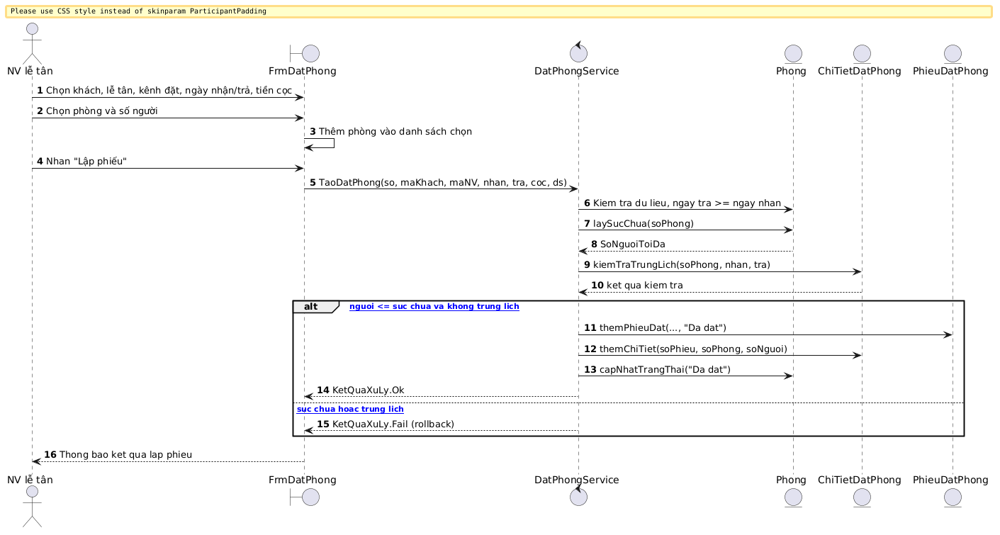 Please use CSS style instead of skinparam ParticipantPadding
NV lễ tân
FrmDatPhong
DatPhongService
Phong
ChiTietDatPhong
PhieuDatPhong
1 Chọn khách, lễ tân, kênh đặt, ngày nhận/trả, tiền cọc
2 Chọn phòng và số người
3 Thêm phòng vào danh sách chọn
4 Nhan "Lập phiếu"
5 TaoDatPhong(so, maKhach, maNV, nhan, tra, coc, ds)
6 Kiem tra du lieu, ngay tra >= ngay nhan
7 laySucChua(soPhong)
8 SoNguoiToiDa
9 kiemTraTrungLich(soPhong, nhan, tra)
10 ket qua kiem tra
alt nguoi <= suc chua va khong trung lich
11 themPhieuDat(..., "Da dat")
12 themChiTiet(soPhieu, soPhong, soNguoi)
13 capNhatTrangThai("Da dat")
14 KetQuaXuLy.Ok
suc chua hoac trung lich
15 KetQuaXuLy.Fail (rollback)
16 Thong bao ket qua lap phieu
NV lễ tân
FrmDatPhong
DatPhongService
Phong
ChiTietDatPhong
PhieuDatPhong